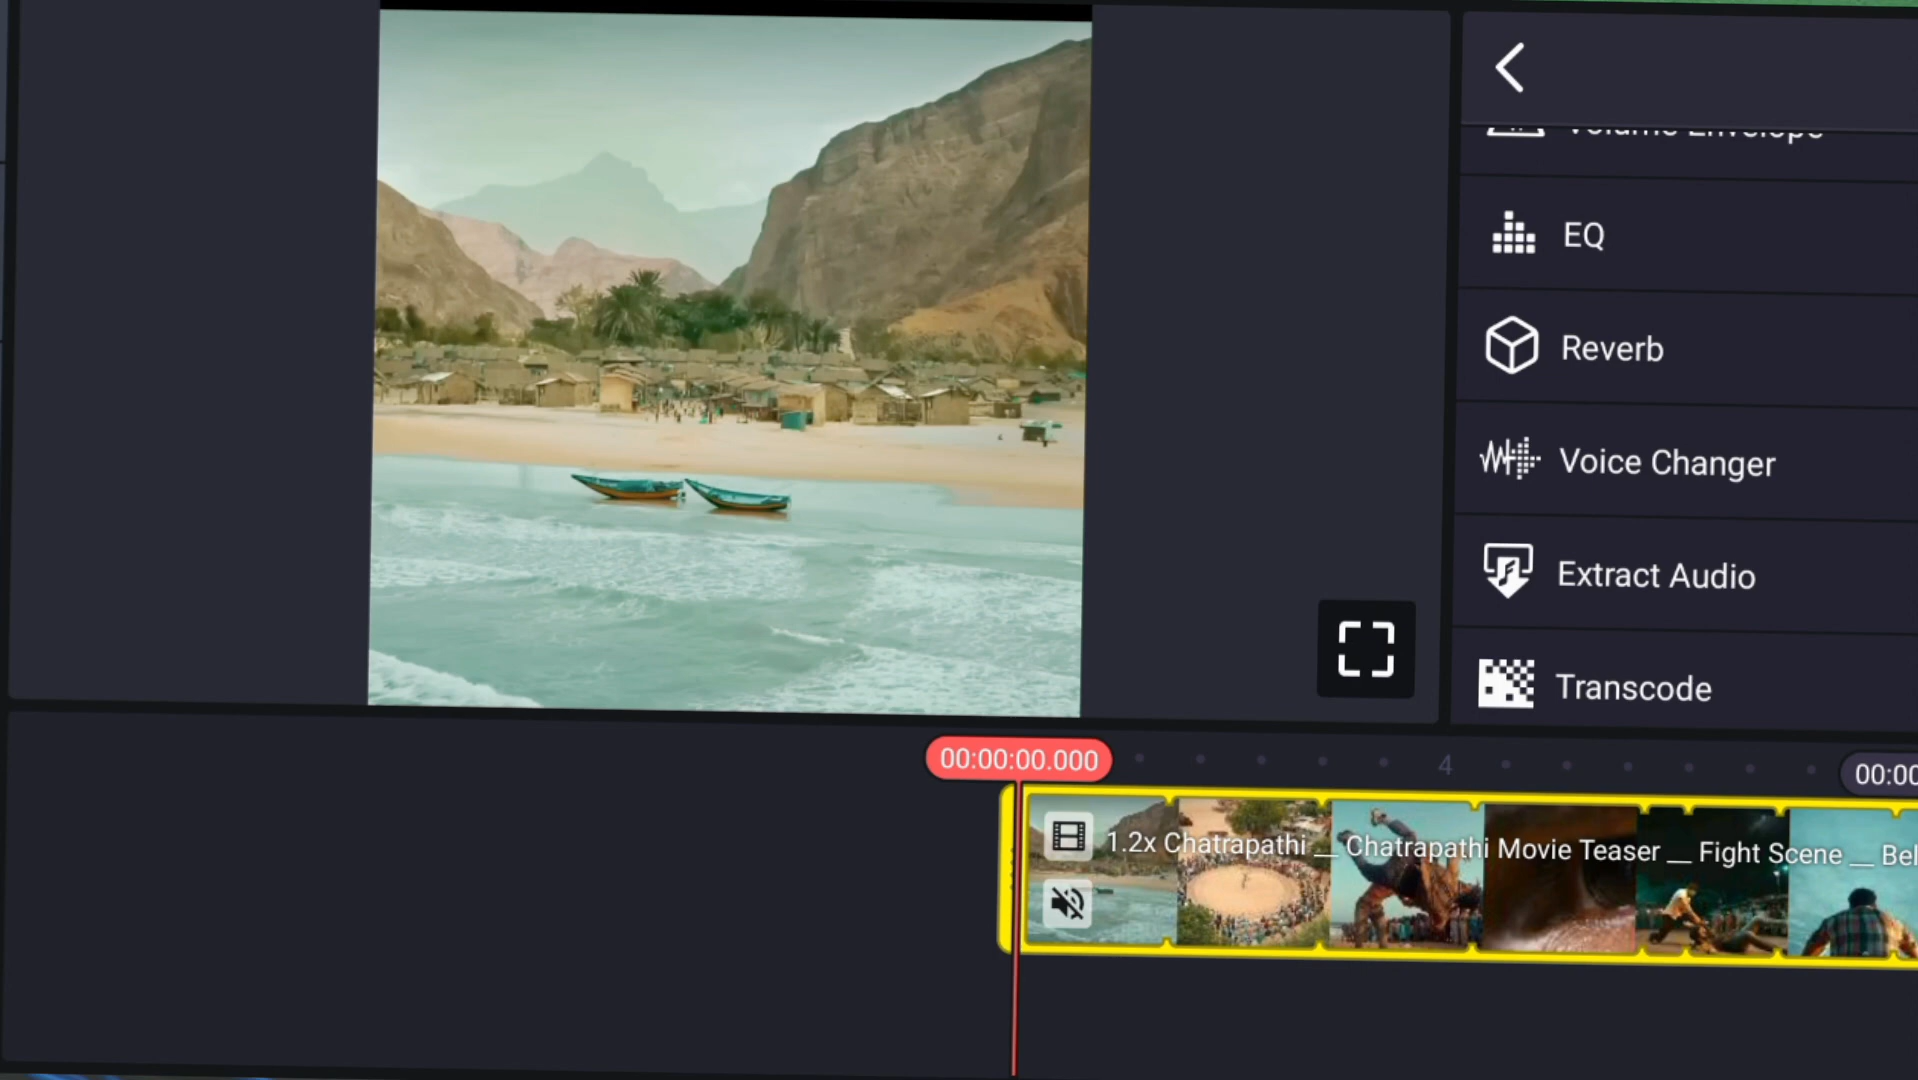 Volume Envelope
EQ
Reverb
Voice Changer
Extract Audio
Transcode
00:00:00.000
4
00:00
1.2x Chatrapathi __ Chatrapathi Movie Teaser __ Fight Scene __ Bel